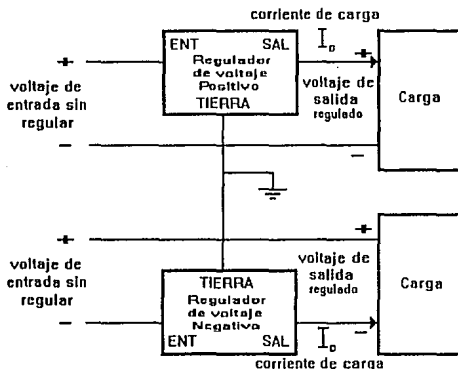 corriente de carga
I₀
ENT SAL
Regulador
de voltaje
Positivo
TIERRA
+
voltaje de
entrada sin
regular
−
+
voltaje de
salida
regulado
−
Carga
+
voltaje de
entrada sin
regular
−
TIERRA
Regulador
de voltaje
Negativo
ENT SAL
+
voltaje de
salida
regulado
−
I₀
corriente de carga
Carga